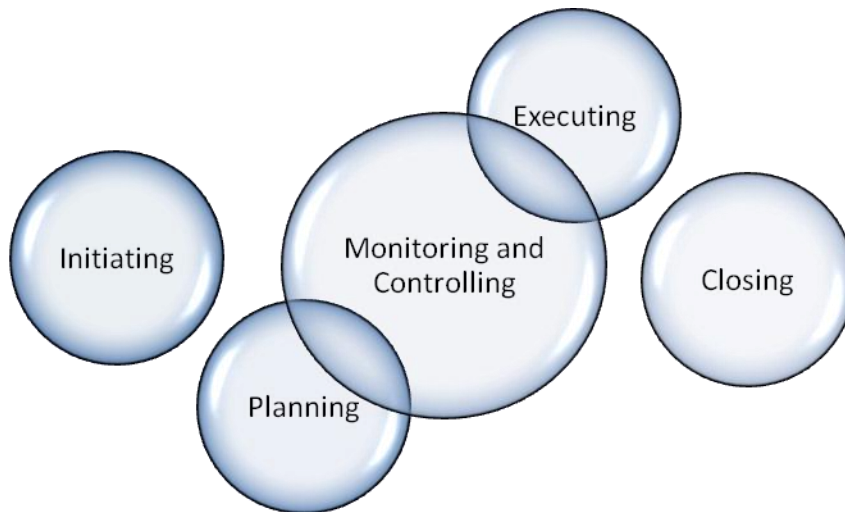 Executing
Initiating
Monitoring and
Controlling
Closing
Planning